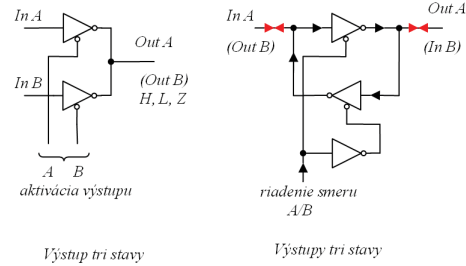 In A
Out A
In B
(Out B)
H, L, Z
A B
aktivácia výstupu
Výstup tri stavy
In A
Out A
(Out B)
(In B)
riadenie smeru
A/B
Výstupy tri stavy